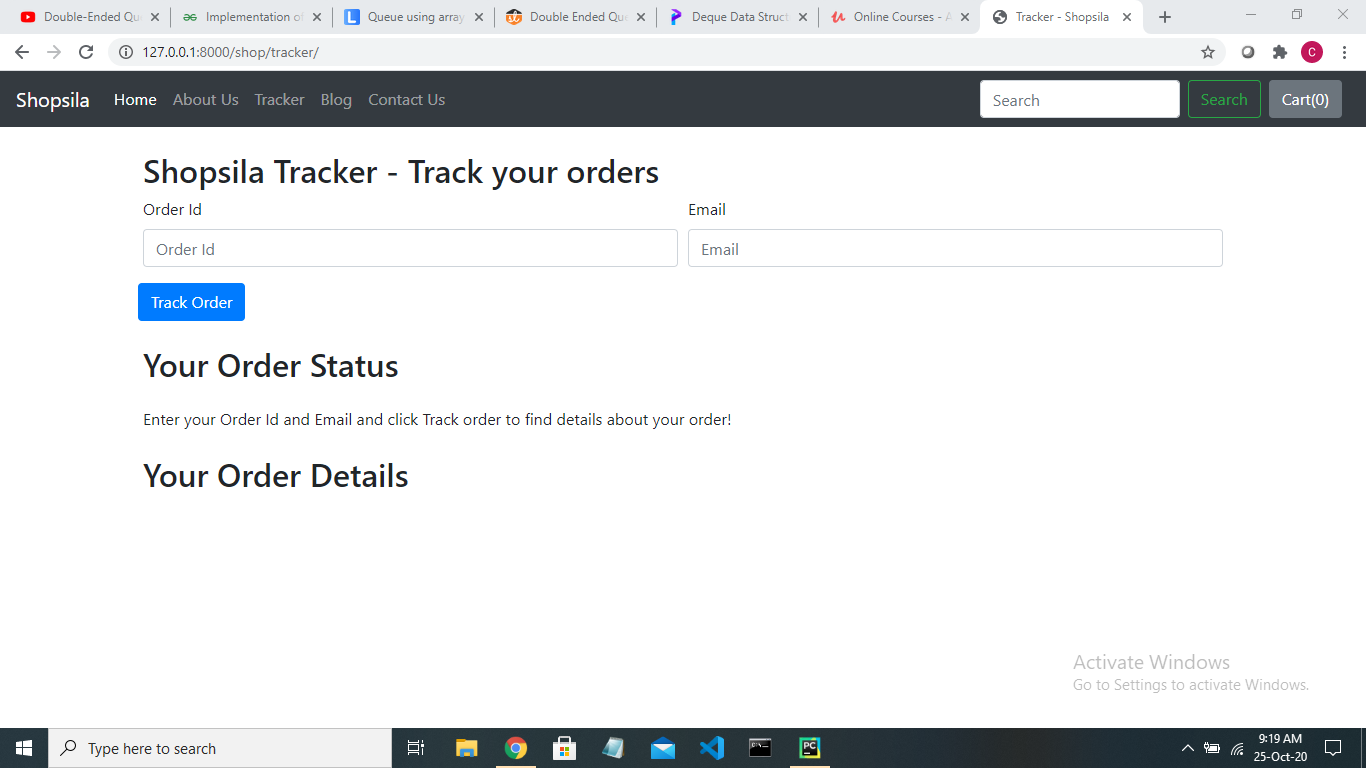 Double-Ended Qu
Implementation o
Queue using array
Double Ended Qu
Deque Data Struct
Online Courses - A
Tracker - Shopsila
127.0.0.1:8000/shop/tracker/
C
Shopsila
Home
About Us
Tracker
Blog
Contact Us
Search
Search
Cart(0)
Shopsila Tracker - Track your orders
Order Id
Email
Order Id
Email
Track Order
Your Order Status
Enter your Order Id and Email and click Track order to find details about your order!
Your Order Details
Activate Windows
Go to Settings to activate Windows.
Type here to search
PC
9:19 AM
25-Oct-20